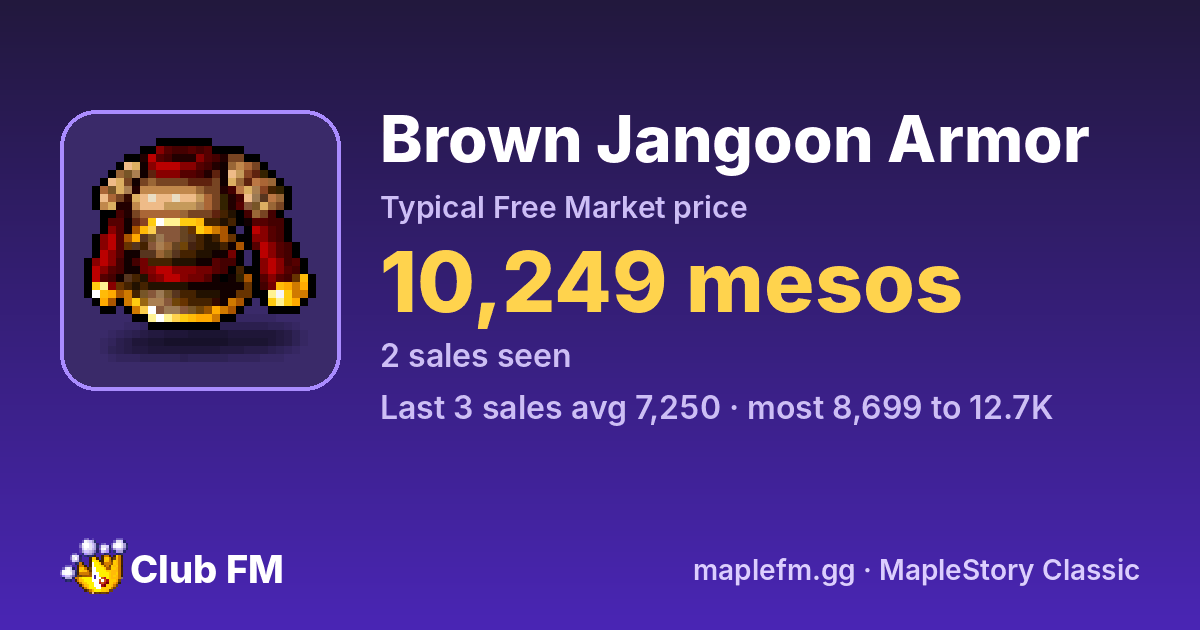 Brown Jangoon Armor
Typical Free Market price
10,249 mesos
2 sales seen
Last 3 sales avg 7,250 · most 8,699 to 12.7K
Club FM
maplefm.gg · MapleStory Classic